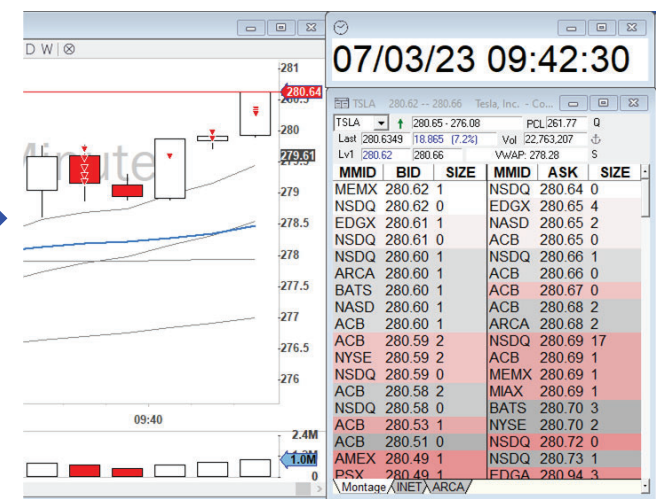 D W
281
280.64
280.5
280
279.61
279
278.5
278
277.5
277
276.5
276
Minute
09:40
2.4M
1.0M
0
07/03/23 09:42:30
TSLA 280.62 -- 280.66 Tesla, Inc. - Co...
TSLA 280.65 - 276.08 PCL 261.77 Q
Last 280.6349 18.865 (7.2%) Vol 22,763,207
Lv1 280.62 280.66 VWAP: 278.28 S
MMID BID SIZE MMID ASK SIZE
MEMX 280.62 1 NSDQ 280.64 0
NSDQ 280.62 0 EDGX 280.65 4
EDGX 280.61 1 NASD 280.65 2
NSDQ 280.61 0 ACB 280.65 0
NSDQ 280.60 1 NSDQ 280.66 1
ARCA 280.60 1 ACB 280.66 0
BATS 280.60 1 ACB 280.67 0
NASD 280.60 1 ACB 280.68 2
ACB 280.60 1 ARCA 280.68 2
ACB 280.59 2 NSDQ 280.69 17
NYSE 280.59 2 ACB 280.69 1
NSDQ 280.59 0 MEMX 280.69 1
ACB 280.58 2 MIAX 280.69 1
NSDQ 280.58 0 BATS 280.70 3
ACB 280.53 1 NYSE 280.70 2
ACB 280.51 0 NSDQ 280.72 0
AMEX 280.49 1 NSDQ 280.73 1
PSX 280.49 1 EDGA 280.94 3
Montage INET ARCA